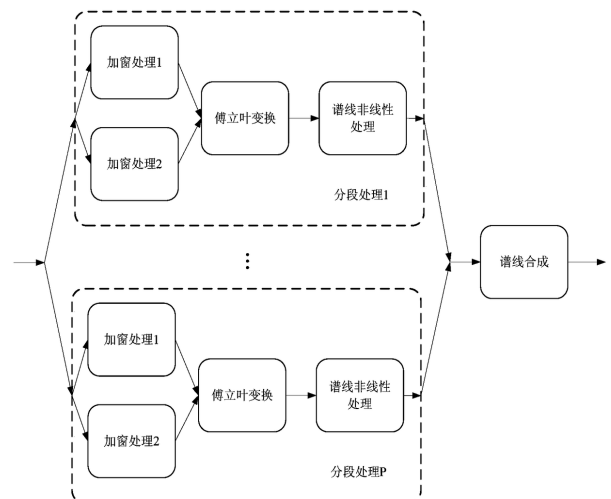 加窗处理1
加窗处理2
傅立叶变换
谱线非线性
处理
分段处理1
谱线合成
加窗处理1
加窗处理2
傅立叶变换
谱线非线性
处理
分段处理P